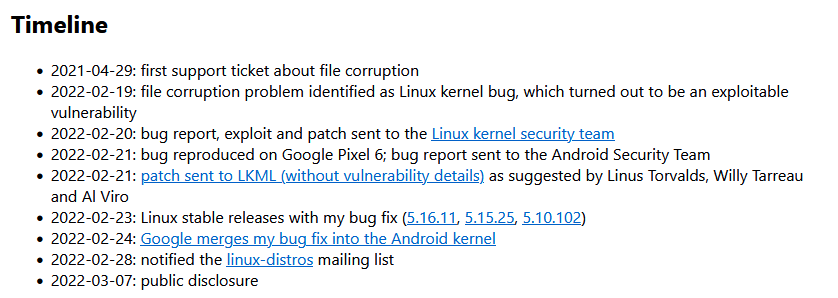 Timeline
• 2021-04-29: first support ticket about file corruption
• 2022-02-19: file corruption problem identified as Linux kernel bug, which turned out to be an exploitable
vulnerability
• 2022-02-20: bug report, exploit and patch sent to the Linux kernel security team
• 2022-02-21: bug reproduced on Google Pixel 6; bug report sent to the Android Security Team
• 2022-02-21: patch sent to LKML (without vulnerability details) as suggested by Linus Torvalds, Willy Tarreau
and Al Viro
• 2022-02-23: Linux stable releases with my bug fix (5.16.11, 5.15.25, 5.10.102)
• 2022-02-24: Google merges my bug fix into the Android kernel
• 2022-02-28: notified the linux-distros mailing list
• 2022-03-07: public disclosure